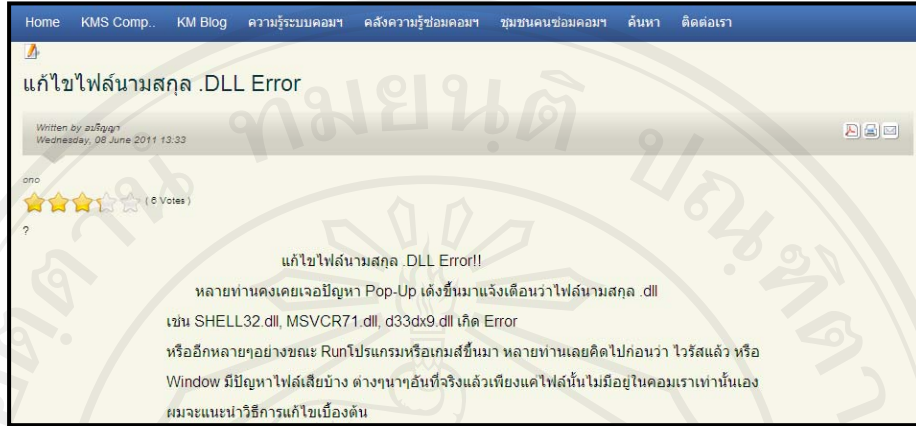 Home KMS Comp.. KM Blog ความรู้ระบบคอมฯ คลังความรู้ซ่อมคอมฯ ชุมชนคนซ่อมคอมฯ ค้นหา ติดต่อเรา
แก้ไขไฟล์นามสกุล .DLL Error
Written by อปริญญา
Wednesday, 08 June 2011 13:33
ono
( 6 Votes )
?
แก้ไขไฟล์นามสกุล .DLL Error!!
หลายท่านคงเคยเจอปัญหา Pop-Up เด้งขึ้นมาแจ้งเตือนว่าไฟล์นามสกุล .dll
เช่น SHELL32.dll, MSVCR71.dll, d33dx9.dll เกิด Error
หรืออีกหลายๆอย่างขณะ Runโปรแกรมหรือเกมส์ขึ้นมา หลายท่านเลยคิดไปก่อนว่า ไวรัสแล้ว หรือ
Window มีปัญหาไฟล์เสียบ้าง ต่างๆนาๆอันที่จริงแล้วเพียงแค่ไฟล์นั้นไม่มีอยู่ในคอมเราเท่านั้นเอง
ผมจะแนะนำวิธีการแก้ไขเบื้องต้น